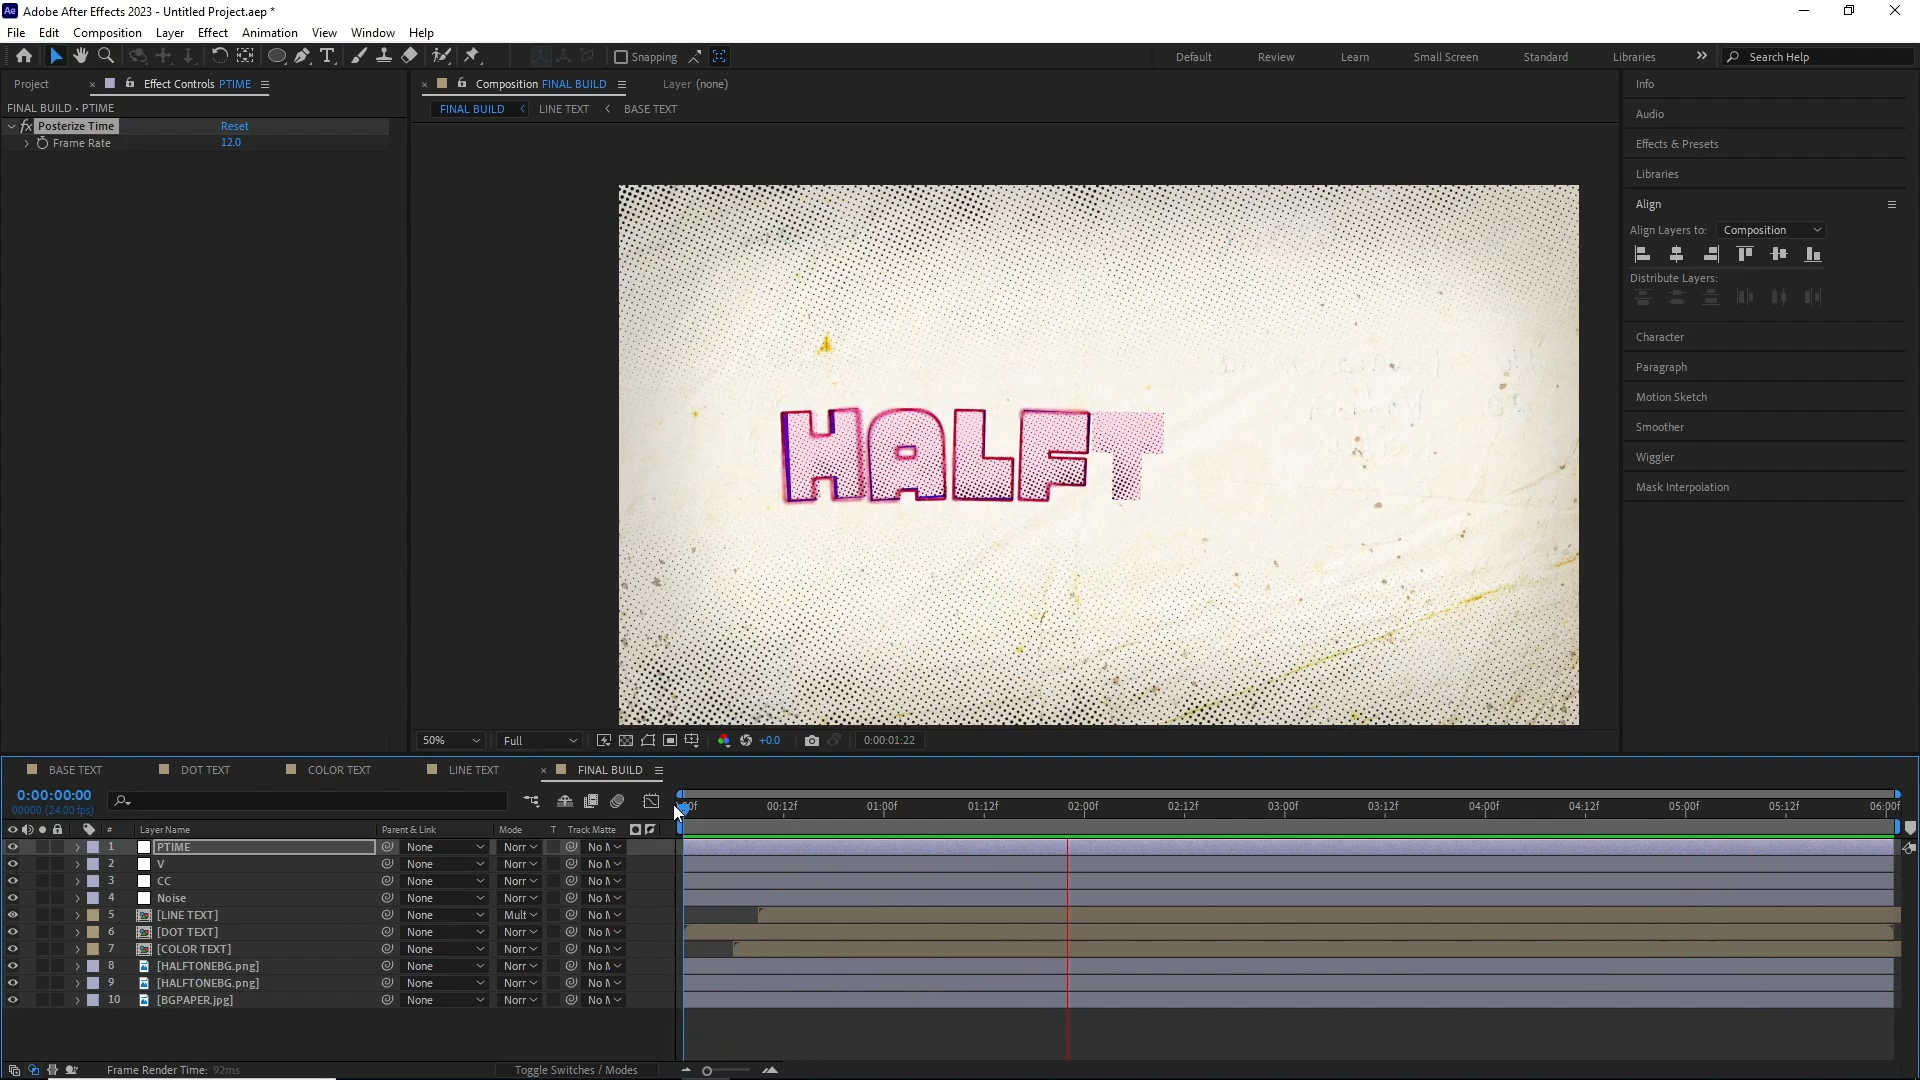 Ae Adobe After Effects 2023 - Untitled Project.aep *
File Edit Composition Layer Effect Animation View Window Help
Snapping Default Review Learn Small Screen Standard Libraries Search Help
Project Effect Controls PTIME
FINAL BUILD • PTIME
fx Posterize Time Reset
Frame Rate 12.0
Composition FINAL BUILD Layer (none)
FINAL BUILD LINE TEXT BASE TEXT
HALFT
50% Full +0.0 0:00:01:22
Info
Audio
Effects & Presets
Libraries
Align
Align Layers to: Composition
Distribute Layers:
Character
Paragraph
Motion Sketch
Smoother
Wiggler
Mask Interpolation
BASE TEXT DOT TEXT COLOR TEXT LINE TEXT FINAL BUILD
0:00:00:00
00000 (24.00 fps)
00:12f 01:00f 01:12f 02:00f 02:12f 03:00f 03:12f 04:00f 04:12f 05:00f 05:12f 06:00f
# Layer Name Parent & Link Mode T Track Matte
1 PTIME None Norr No M
2 V None Norr No M
3 CC None Norr No M
4 Noise None Norr No M
5 [LINE TEXT] None Mult No M
6 [DOT TEXT] None Norr No M
7 [COLOR TEXT] None Norr No M
8 [HALFTONEBG.png] None Norr No M
9 [HALFTONEBG.png] None Norr No M
10 [BGPAPER.jpg] None Norr No M
Frame Render Time: 92ms Toggle Switches / Modes